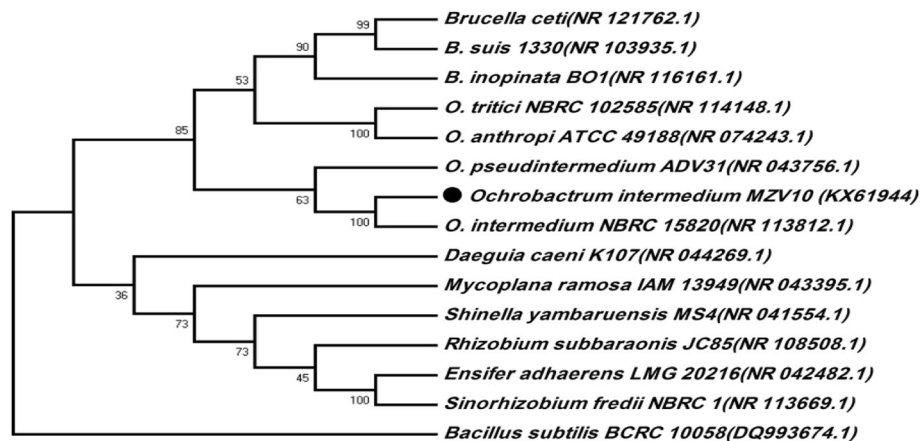 99
Brucella ceti(NR 121762.1)
B. suis 1330(NR 103935.1)
90
B. inopinata BO1(NR 116161.1)
53
O. tritici NBRC 102585(NR 114148.1)
100
O. anthropi ATCC 49188(NR 074243.1)
85
O. pseudintermedium ADV31(NR 043756.1)
63
Ochrobactrum intermedium MZV10 (KX61944)
100
O. intermedium NBRC 15820(NR 113812.1)
Daeguia caeni K107(NR 044269.1)
36
Mycoplana ramosa IAM 13949(NR 043395.1)
73
Shinella yambaruensis MS4(NR 041554.1)
73
Rhizobium subbaraonis JC85(NR 108508.1)
45
Ensifer adhaerens LMG 20216(NR 042482.1)
100
Sinorhizobium fredii NBRC 1(NR 113669.1)
Bacillus subtilis BCRC 10058(DQ993674.1)